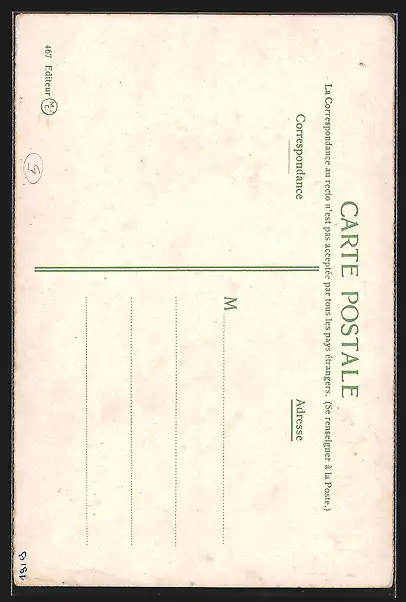 CARTE POSTALE
La Correspondance au recto n'est pas acceptée par tous les pays étrangers. (Se renseigner à la Poste.)
Correspondance
Adresse
M
467 Editeur